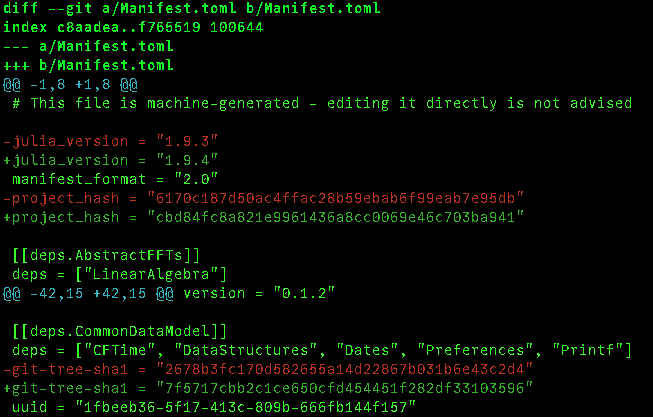 diff --git a/Manifest.toml b/Manifest.toml
index c8aadea..f765519 100644
--- a/Manifest.toml
+++ b/Manifest.toml
@@ -1,8 +1,8 @@
# This file is machine-generated - editing it directly is not advised
-julia_version = "1.9.3"
+julia_version = "1.9.4"
manifest_format = "2.0"
-project_hash = "6170c187d50ac4ffac28b59ebab6f99eab7e95db"
+project_hash = "cbd84fc8a821e9961436a8cc0069e46c703ba941"
[[deps.AbstractFFTs]]
deps = ["LinearAlgebra"]
@@ -42,15 +42,15 @@ version = "0.1.2"
[[deps.CommonDataModel]]
deps = ["CFTime", "DataStructures", "Dates", "Preferences", "Printf"]
-git-tree-sha1 = "2678b3fc170d582655a14d22867b031b6e43c2d4"
+git-tree-sha1 = "7f5717cbb2c1ce650cfd454451f282df33103596"
uuid = "1fbeeb36-5f17-413c-809b-666fb144f157"